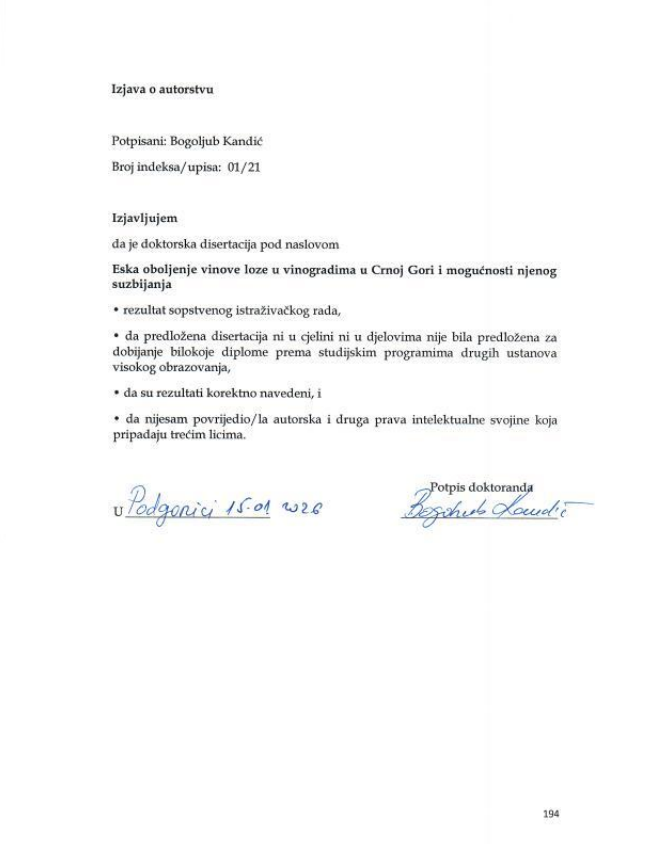 Izjava o autorstvu
Potpisani: Bogoljub Kandić
Broj indeksa/upisa: 01/21
Izjavljujem
da je doktorska disertacija pod naslovom
Eska oboljenje vinove loze u vinogradima u Crnoj Gori i mogućnosti njenog
suzbijanja
• rezultat sopstvenog istraživačkog rada,
• da predložena disertacija ni u cjelini ni u djelovima nije bila predložena za
dobijanje bilokoje diplome prema studijskim programima drugih ustanova
visokog obrazovanja,
• da su rezultati korektno navedeni, i
• da nijesam povrijedio/la autorska i druga prava intelektualne svojine koja
pripadaju trećim licima.
Potpis doktoranda
U Podgorici 15.01 2026 Bogoljub Kandić
194